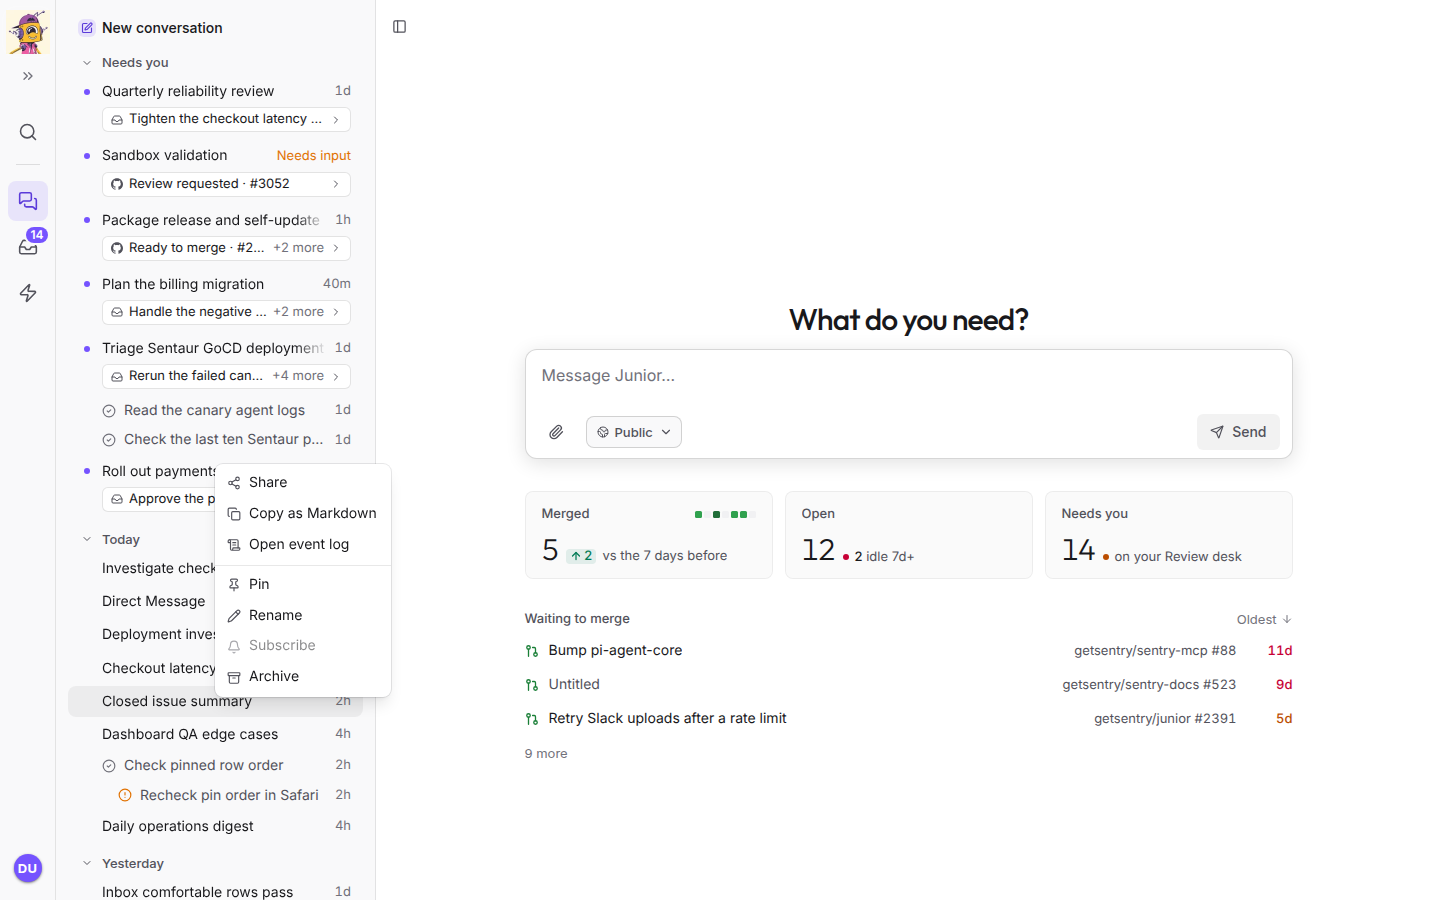 New conversation
Needs you
Quarterly reliability review 1d
Tighten the checkout latency ...
Sandbox validation Needs input
Review requested · #3052
Package release and self-update 1h
Ready to merge · #2... +2 more
14
Plan the billing migration 40m
Handle the negative ... +2 more
Triage Sentaur GoCD deployment 1d
Rerun the failed can... +4 more
Read the canary agent logs 1d
Check the last ten Sentaur p... 1d
Roll out payments
Approve the p
Today
Investigate check
Direct Message
Deployment inves
Checkout latency
Closed issue summary 2h
Dashboard QA edge cases 4h
Check pinned row order 2h
Recheck pin order in Safari 2h
Daily operations digest 4h
Yesterday
Inbox comfortable rows pass 1d
DU
Share
Copy as Markdown
Open event log
Pin
Rename
Subscribe
Archive
What do you need?
Message Junior...
Public
Send
Merged
5 2 vs the 7 days before
Open
12 2 idle 7d+
Needs you
14 on your Review desk
Waiting to merge Oldest
Bump pi-agent-core getsentry/sentry-mcp #88 11d
Untitled getsentry/sentry-docs #523 9d
Retry Slack uploads after a rate limit getsentry/junior #2391 5d
9 more